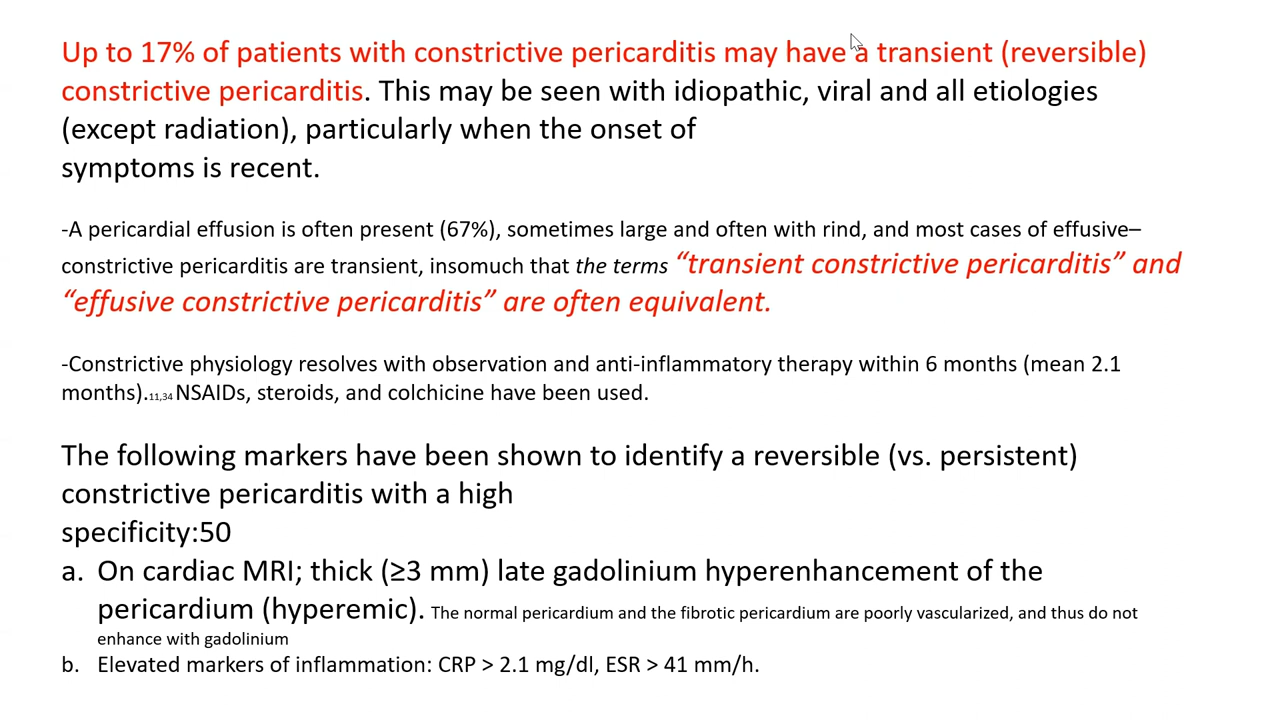 Up to 17% of patients with constrictive pericarditis may have a transient (reversible)
constrictive pericarditis. This may be seen with idiopathic, viral and all etiologies
(except radiation), particularly when the onset of
symptoms is recent.
-A pericardial effusion is often present (67%), sometimes large and often with rind, and most cases of effusive–
constrictive pericarditis are transient, insomuch that the terms “transient constrictive pericarditis” and
“effusive constrictive pericarditis” are often equivalent.
-Constrictive physiology resolves with observation and anti-inflammatory therapy within 6 months (mean 2.1
months).11,34 NSAIDs, steroids, and colchicine have been used.
The following markers have been shown to identify a reversible (vs. persistent)
constrictive pericarditis with a high
specificity:50
a. On cardiac MRI; thick (≥3 mm) late gadolinium hyperenhancement of the
pericardium (hyperemic). The normal pericardium and the fibrotic pericardium are poorly vascularized, and thus do not
enhance with gadolinium
b. Elevated markers of inflammation: CRP > 2.1 mg/dl, ESR > 41 mm/h.